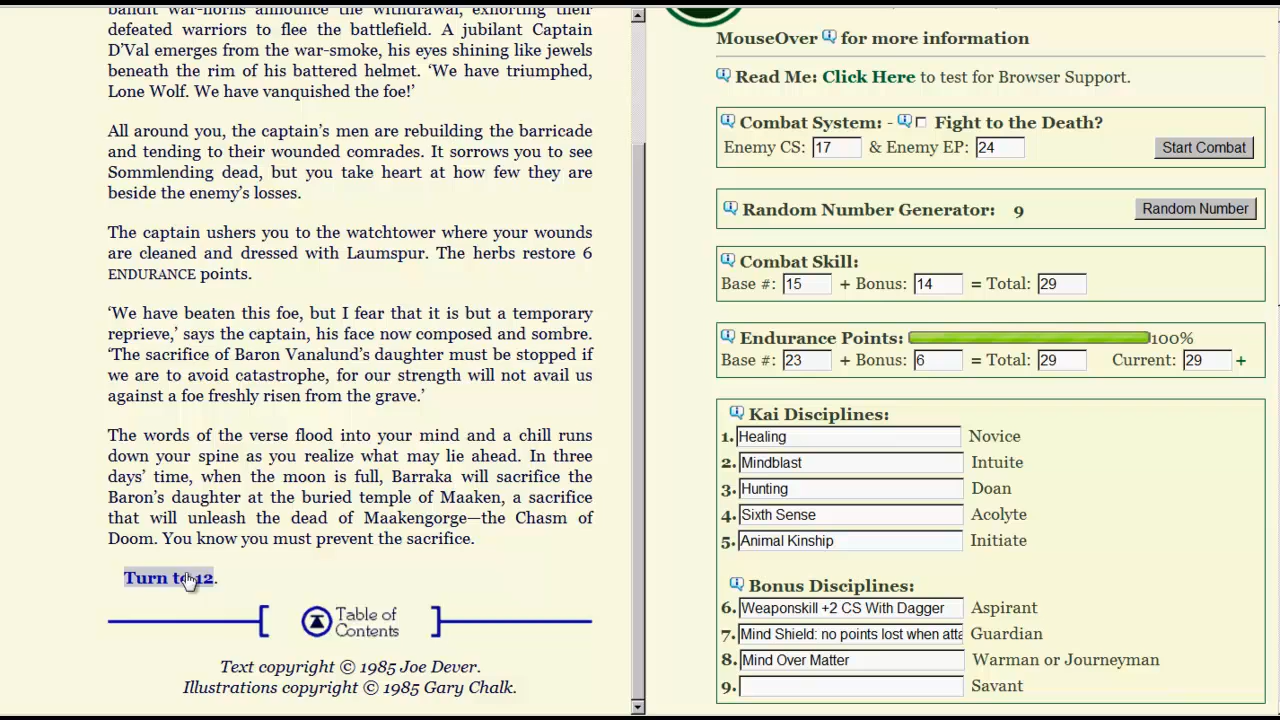 bandit war-horns announce the withdrawal, exhorting their
defeated warriors to flee the battlefield. A jubilant Captain
D’Val emerges from the war-smoke, his eyes shining like jewels
beneath the rim of his battered helmet. ‘We have triumphed,
Lone Wolf. We have vanquished the foe!’
All around you, the captain’s men are rebuilding the barricade
and tending to their wounded comrades. It sorrows you to see
Sommlending dead, but you take heart at how few they are
beside the enemy’s losses.
The captain ushers you to the watchtower where your wounds
are cleaned and dressed with Laumspur. The herbs restore 6
ENDURANCE points.
‘We have beaten this foe, but I fear that it is but a temporary
reprieve,’ says the captain, his face now composed and sombre.
‘The sacrifice of Baron Vanalund’s daughter must be stopped if
we are to avoid catastrophe, for our strength will not avail us
against a foe freshly risen from the grave.’
The words of the verse flood into your mind and a chill runs
down your spine as you realize what may lie ahead. In three
days’ time, when the moon is full, Barraka will sacrifice the
Baron’s daughter at the buried temple of Maaken, a sacrifice
that will unleash the dead of Maakengorge—the Chasm of
Doom. You know you must prevent the sacrifice.
Turn to 12.
Table of
Contents
Text copyright © 1985 Joe Dever.
Illustrations copyright © 1985 Gary Chalk.
MouseOver for more information
Read Me: Click Here to test for Browser Support.
Combat System: - Fight to the Death?
Enemy CS: 17 & Enemy EP: 24 Start Combat
Random Number Generator: 9 Random Number
Combat Skill:
Base #: 15 + Bonus: 14 = Total: 29
Endurance Points: 100%
Base #: 23 + Bonus: 6 = Total: 29 Current: 29 +
Kai Disciplines:
1. Healing Novice
2. Mindblast Intuite
3. Hunting Doan
4. Sixth Sense Acolyte
5. Animal Kinship Initiate
Bonus Disciplines:
6. Weaponskill +2 CS With Dagger Aspirant
7. Mind Shield: no points lost when atta Guardian
8. Mind Over Matter Warman or Journeyman
9. Savant